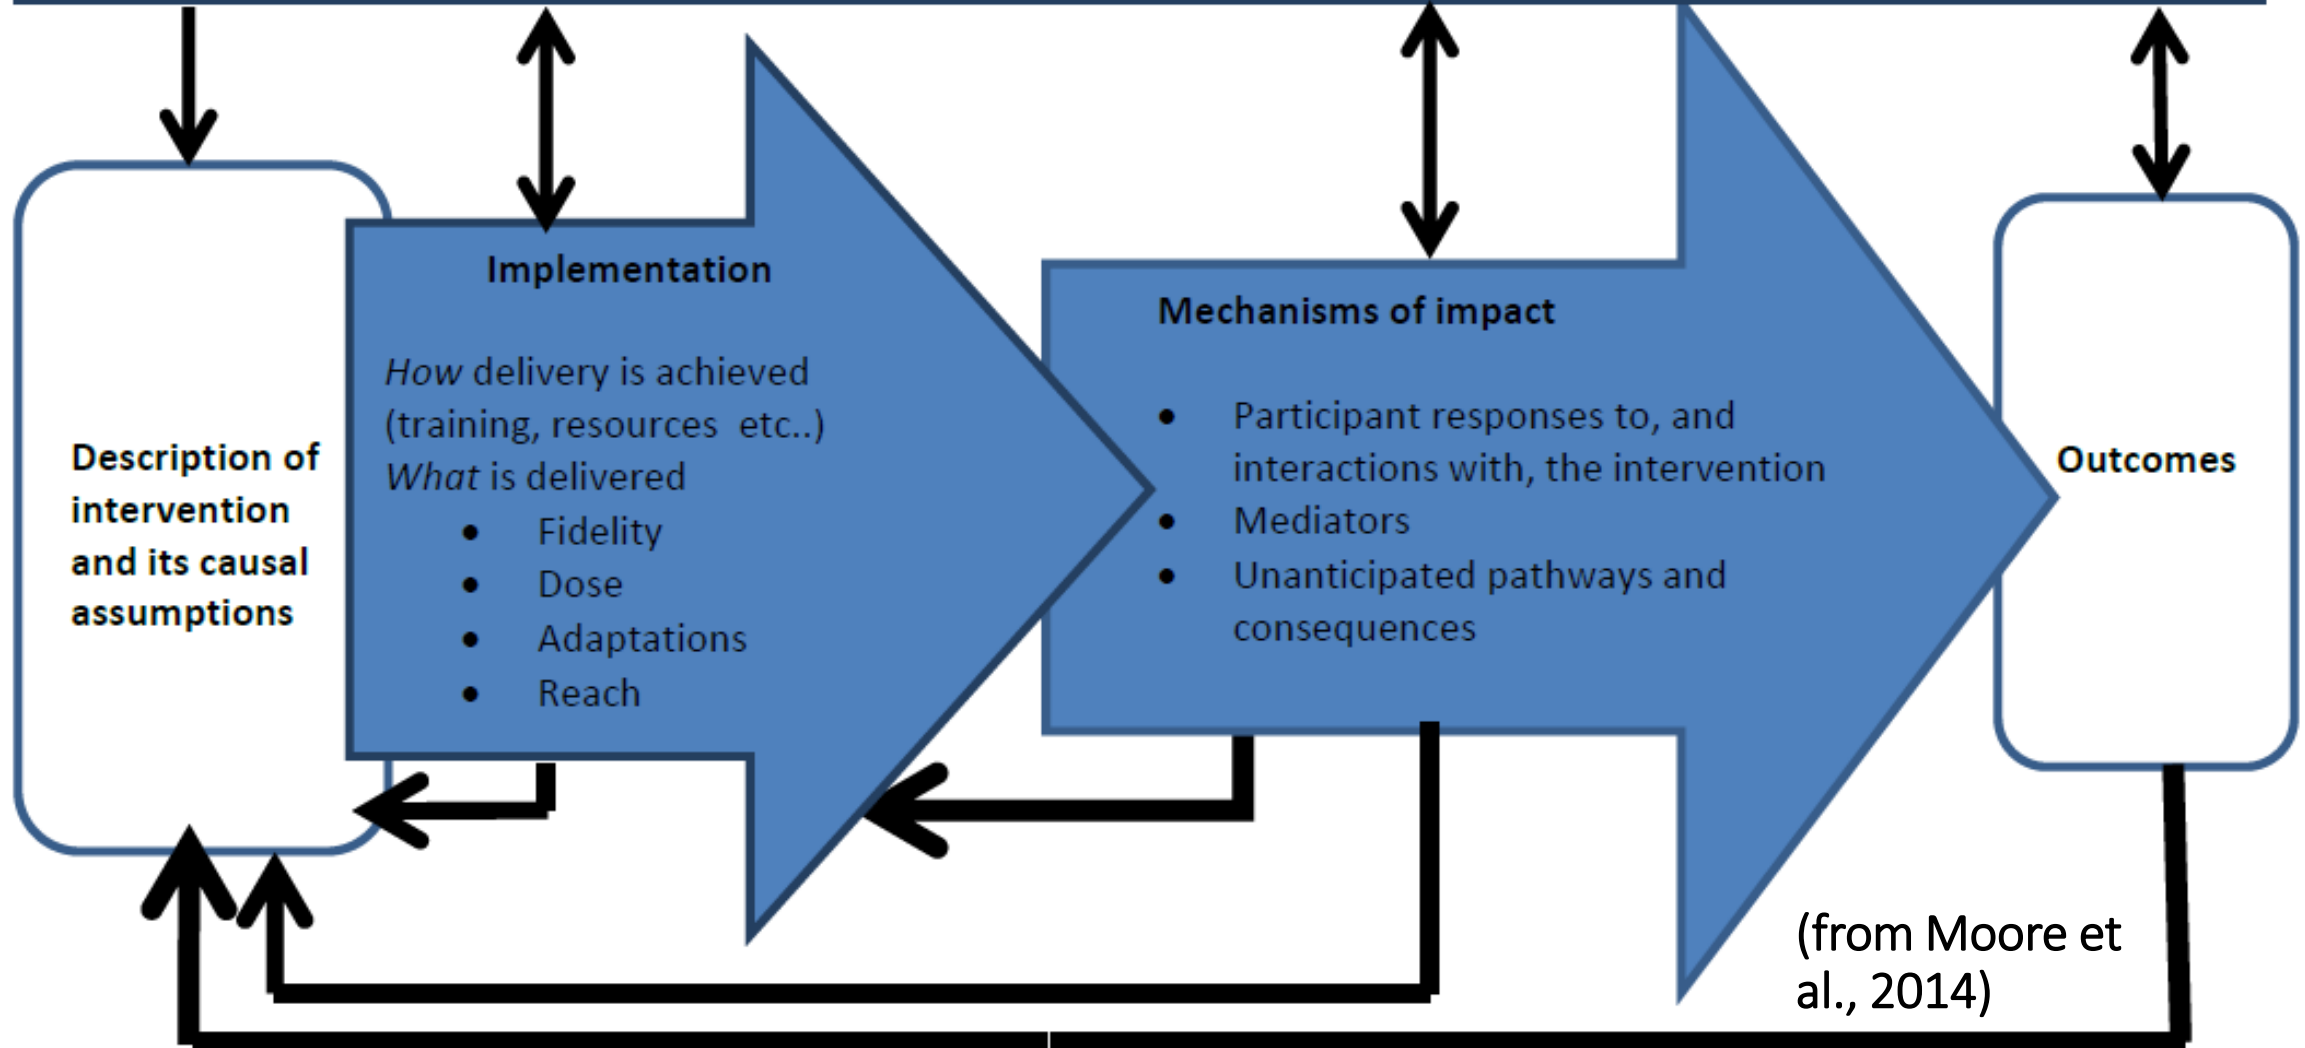 Description of
intervention
and its causal
assumptions
Implementation
How delivery is achieved
(training, resources  etc..)
What is delivered
• Fidelity
• Dose
• Adaptations
• Reach
Mechanisms of impact
• Participant responses to, and
interactions with, the intervention
• Mediators
• Unanticipated pathways and
consequences
Outcomes
(from Moore et
al., 2014)